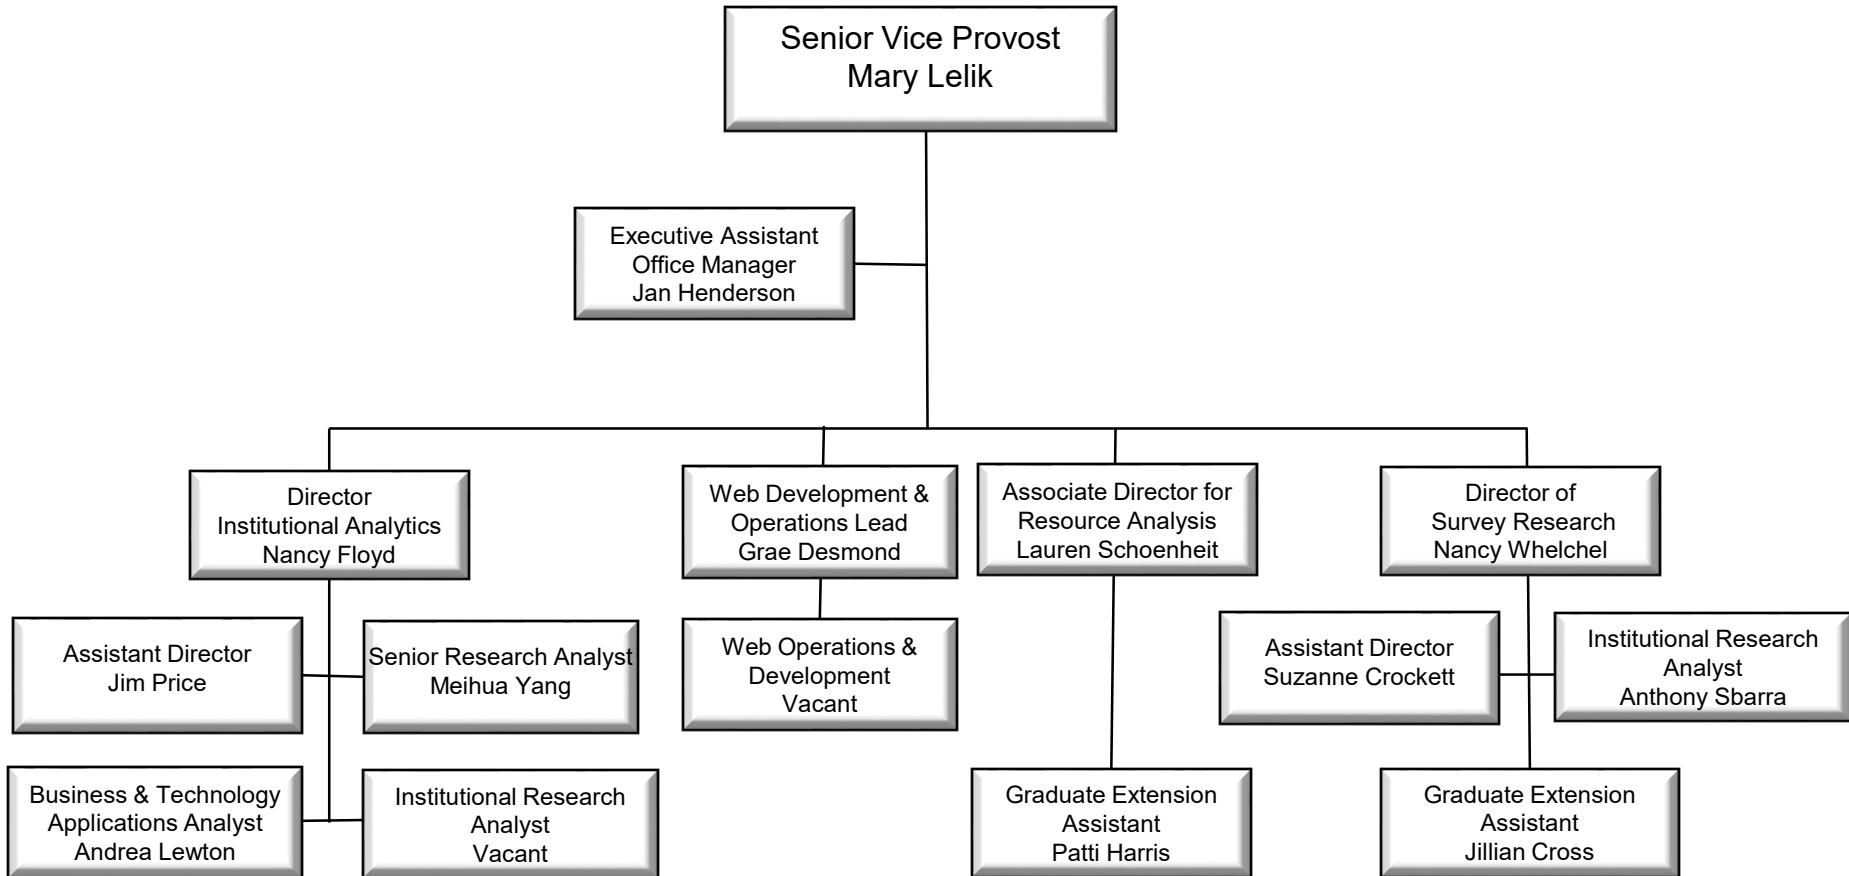 Senior Vice Provost
Mary Lelik
Executive Assistant
Office Manager
Jan Henderson
Director
Institutional Analytics
Nancy Floyd
Web Development &
Operations Lead
Grae Desmond
Associate Director for
Resource Analysis
Lauren Schoenheit
Director of
Survey Research
Nancy Whelchel
Assistant Director
Jim Price
Senior Research Analyst
Meihua Yang
Web Operations &
Development
Vacant
Assistant Director
Suzanne Crockett
Institutional Research
Analyst
Anthony Sbarra
Business & Technology
Applications Analyst
Andrea Lewton
Institutional Research
Analyst
Vacant
Graduate Extension
Assistant
Patti Harris
Graduate Extension
Assistant
Jillian Cross